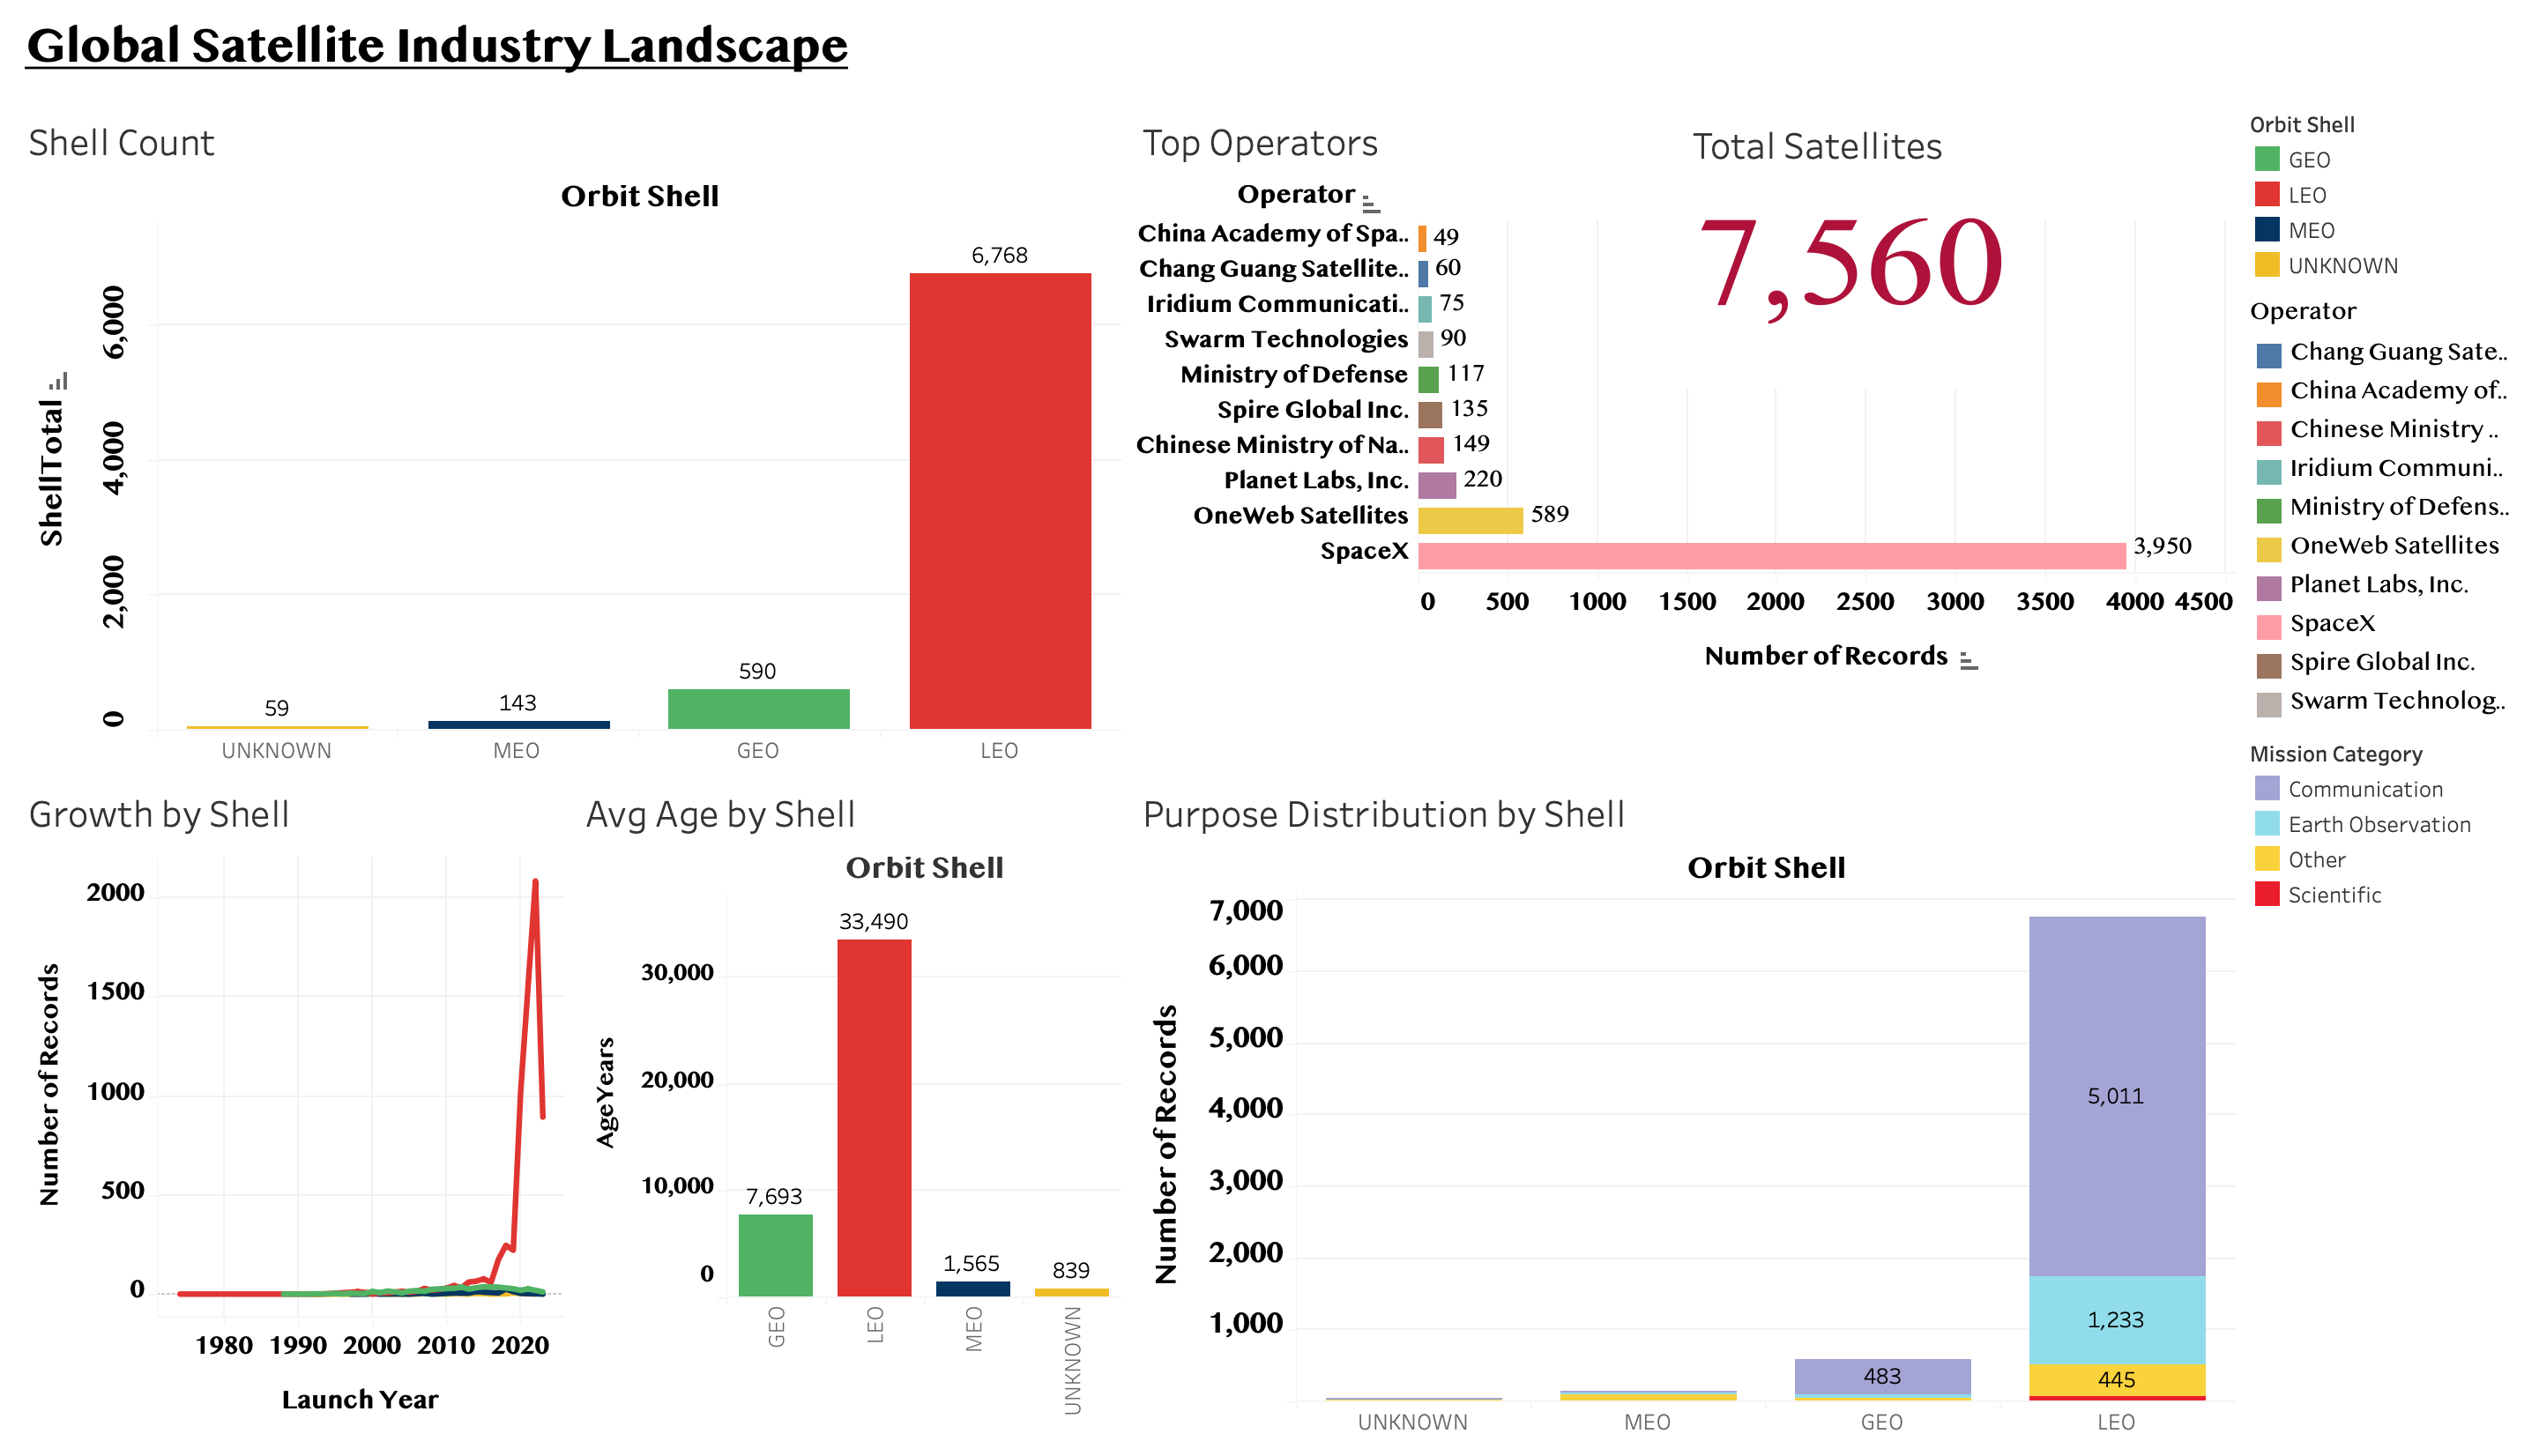 Global Satellite Industry Landscape
Shell Count
Orbit Shell
ShellTotal
6,000
4,000
2,000
0
59
143
590
6,768
UNKNOWN
MEO
GEO
LEO
Top Operators
Operator
China Academy of Spa.. 49
Chang Guang Satellite.. 60
Iridium Communicati.. 75
Swarm Technologies 90
Ministry of Defense 117
Spire Global Inc. 135
Chinese Ministry of Na.. 149
Planet Labs, Inc. 220
OneWeb Satellites 589
SpaceX 3,950
0 500 1000 1500 2000 2500 3000 3500 4000 4500
Number of Records
Total Satellites
7,560
Orbit Shell
GEO
LEO
MEO
UNKNOWN
Operator
Chang Guang Sate..
China Academy of..
Chinese Ministry ..
Iridium Communi..
Ministry of Defens..
OneWeb Satellites
Planet Labs, Inc.
SpaceX
Spire Global Inc.
Swarm Technolog..
Mission Category
Communication
Earth Observation
Other
Scientific
Growth by Shell
Number of Records
2000
1500
1000
500
0
1980 1990 2000 2010 2020
Launch Year
Avg Age by Shell
Orbit Shell
AgeYears
30,000
20,000
10,000
0
7,693
33,490
1,565
839
GEO
LEO
MEO
UNKNOWN
Purpose Distribution by Shell
Orbit Shell
Number of Records
7,000
6,000
5,000
4,000
3,000
2,000
1,000
483
5,011
1,233
445
UNKNOWN
MEO
GEO
LEO